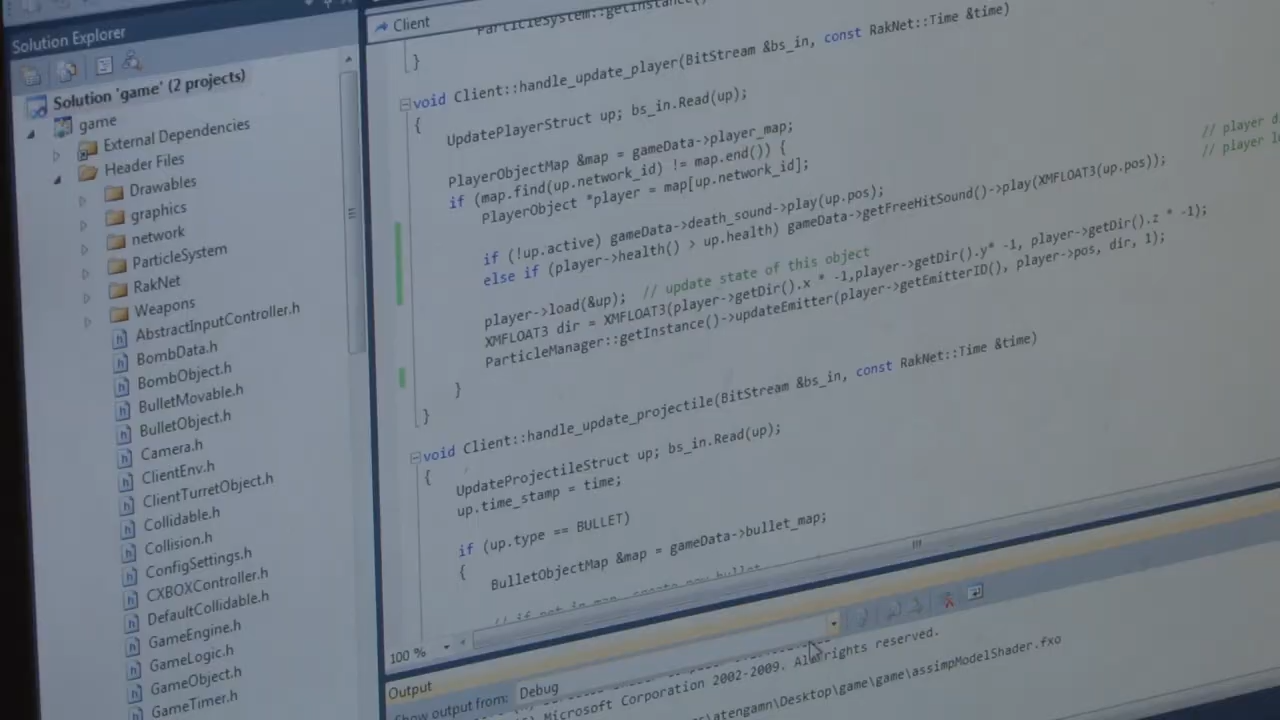 Solution Explorer
Solution 'game' (2 projects)
game
External Dependencies
Header Files
Drawables
graphics
network
ParticleSystem
RakNet
Weapons
AbstractInputController.h
BombData.h
BombObject.h
BulletMovable.h
BulletObject.h
Camera.h
ClientEnv.h
ClientTurretObject.h
Collidable.h
Collision.h
ConfigSettings.h
CXBOXController.h
DefaultCollidable.h
GameEngine.h
GameLogic.h
GameObject.h
GameTimer.h
Client
ParticleSystem::getInstance()
}
void Client::handle_update_player(BitStream &bs_in, const RakNet::Time &time)
{
UpdatePlayerStruct up; bs_in.Read(up);
PlayerObjectMap &map = gameData->player_map;
if (map.find(up.network_id) != map.end()) {
PlayerObject *player = map[up.network_id];
if (!up.active) gameData->death_sound->play(up.pos); // player d
else if (player->health() > up.health) gameData->getFreeHitSound()->play(XMFLOAT3(up.pos)); // player l
player->load(&up); // update state of this object
XMFLOAT3 dir = XMFLOAT3(player->getDir().x * -1,player->getDir().y* -1, player->getDir().z * -1);
ParticleManager::getInstance()->updateEmitter(player->getEmitterID(), player->pos, dir, 1);
}
}
void Client::handle_update_projectile(BitStream &bs_in, const RakNet::Time &time)
{
UpdateProjectileStruct up; bs_in.Read(up);
up.time_stamp = time;
if (up.type == BULLET)
{
BulletObjectMap &map = gameData->bullet_map;
// if not in map, create new bullet
100 %
Output
Show output from: Debug
Microsoft Corporation 2002-2009. All rights reserved.
atengamn\Desktop\game\game\assimpModelShader.fxo